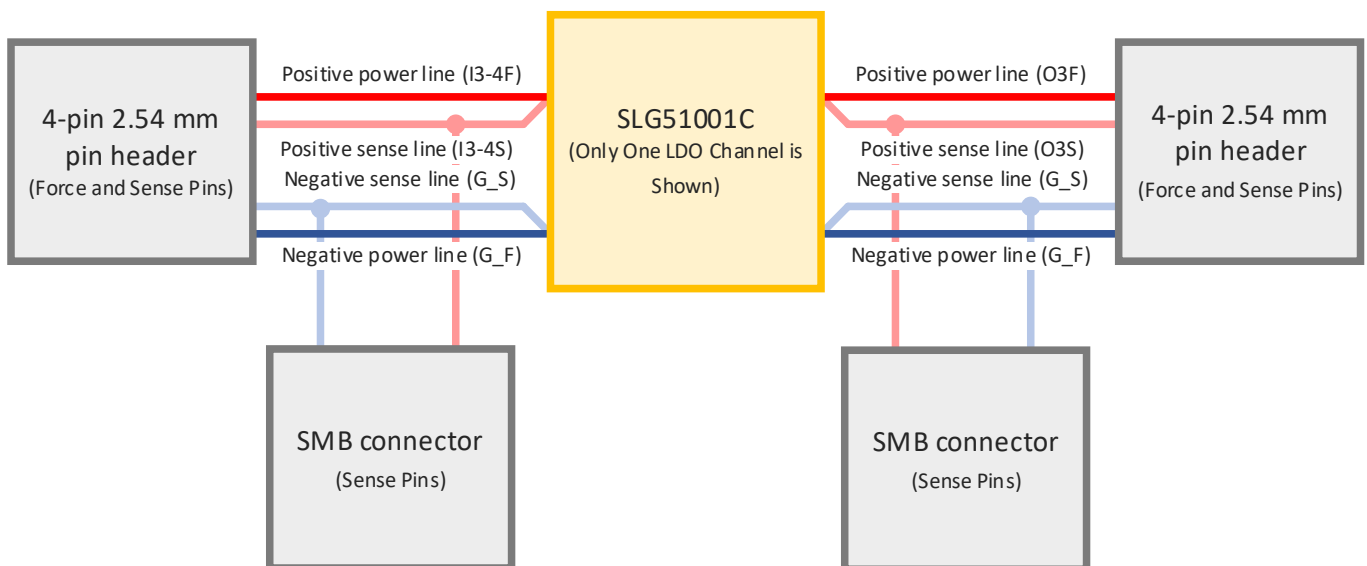 4-pin 2.54 mm
pin header
(Force and Sense Pins)
Positive power line (I3-4F)
Positive sense line (I3-4S)
Negative sense line (G_S)
Negative power line (G_F)
SLG51001C
(Only One LDO Channel is
Shown)
Positive power line (O3F)
Positive sense line (O3S)
Negative sense line (G_S)
Negative power line (G_F)
4-pin 2.54 mm
pin header
(Force and Sense Pins)
SMB connector
(Sense Pins)
SMB connector
(Sense Pins)